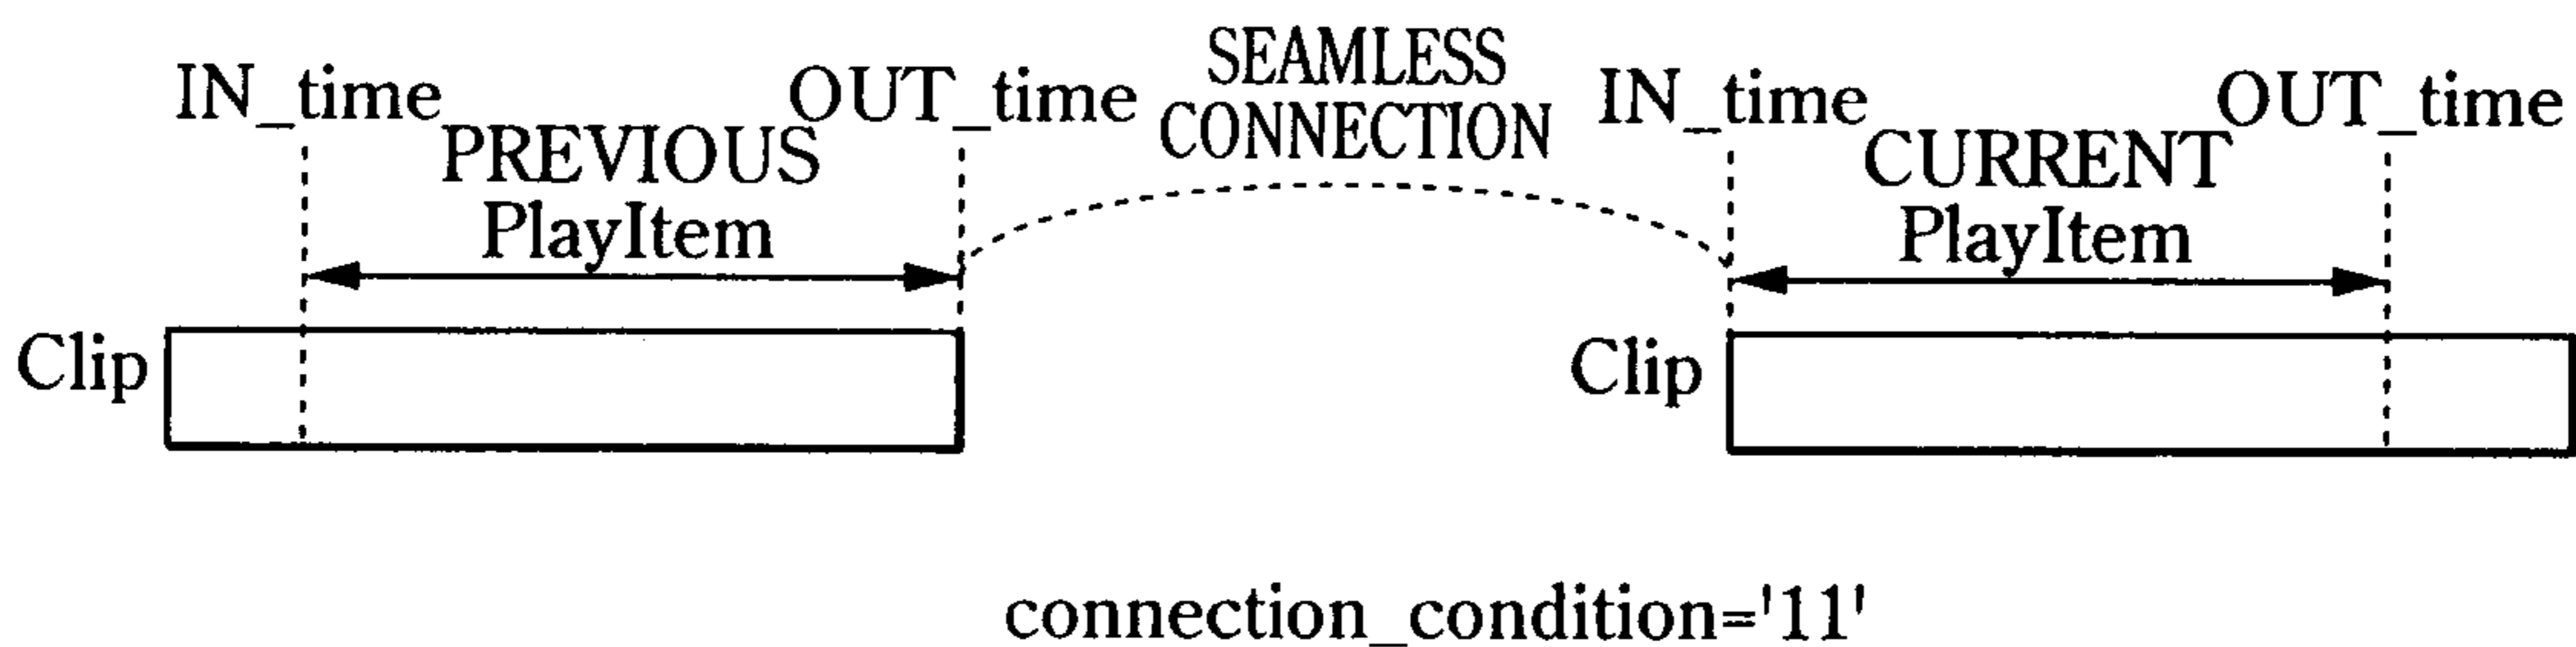 IN_time
PREVIOUS
PlayItem
OUT_time
SEAMLESS
CONNECTION
IN_time
CURRENT
PlayItem
OUT_time
Clip
Clip
connection_condition='11'